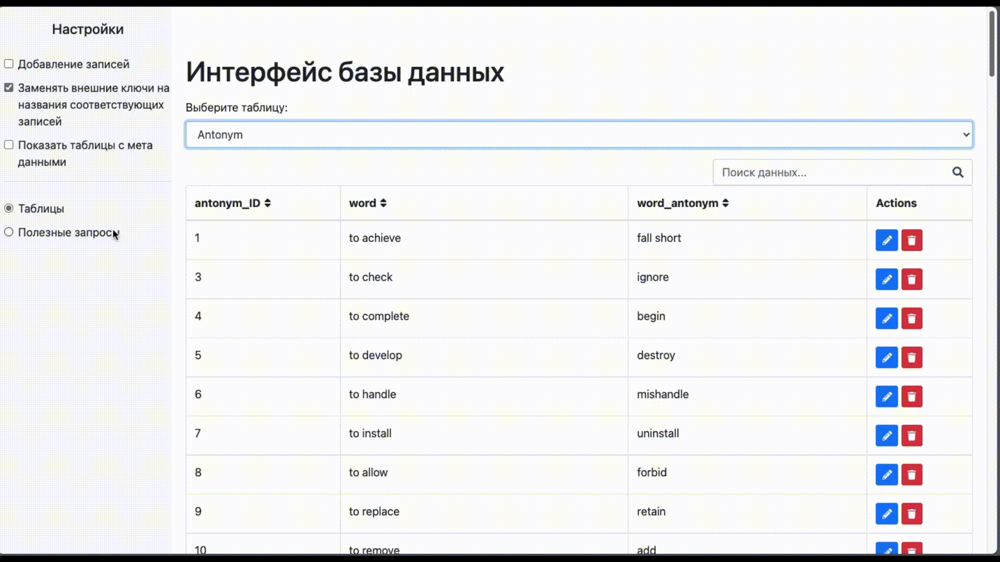 Настройки
Добавление записей
Заменять внешние ключи на
названия соответствующих
записей
Показать таблицы с мета
данными
Таблицы
Полезные запросы
Интерфейс базы данных
Выберите таблицу:
Antonym
Поиск данных...
antonym_ID word word_antonym Actions
1 to achieve fall short
3 to check ignore
4 to complete begin
5 to develop destroy
6 to handle mishandle
7 to install uninstall
8 to allow forbid
9 to replace retain
10 to remove add